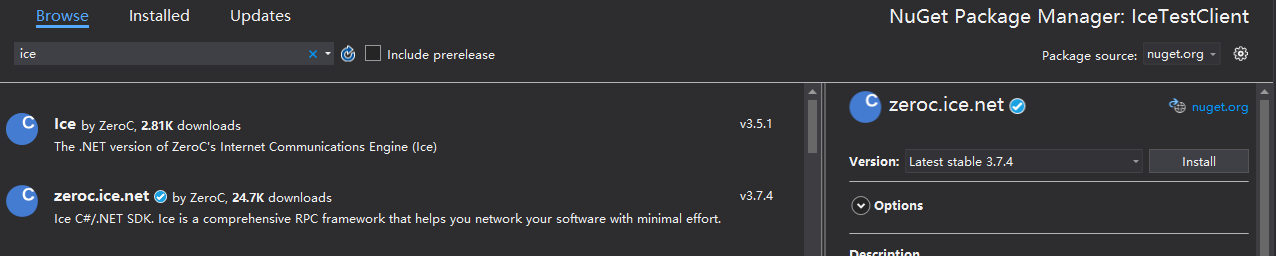 Browse Installed Updates NuGet Package Manager: IceTestClient
ice Include prerelease Package source: nuget.org
Ice by ZeroC, 2.81K downloads v3.5.1
The .NET version of ZeroC's Internet Communications Engine (Ice)
zeroc.ice.net by ZeroC, 24.7K downloads v3.7.4
Ice C#/.NET SDK. Ice is a comprehensive RPC framework that helps you network your software with minimal effort.
zeroc.ice.net nuget.org
Version: Latest stable 3.7.4 Install
Options
Description